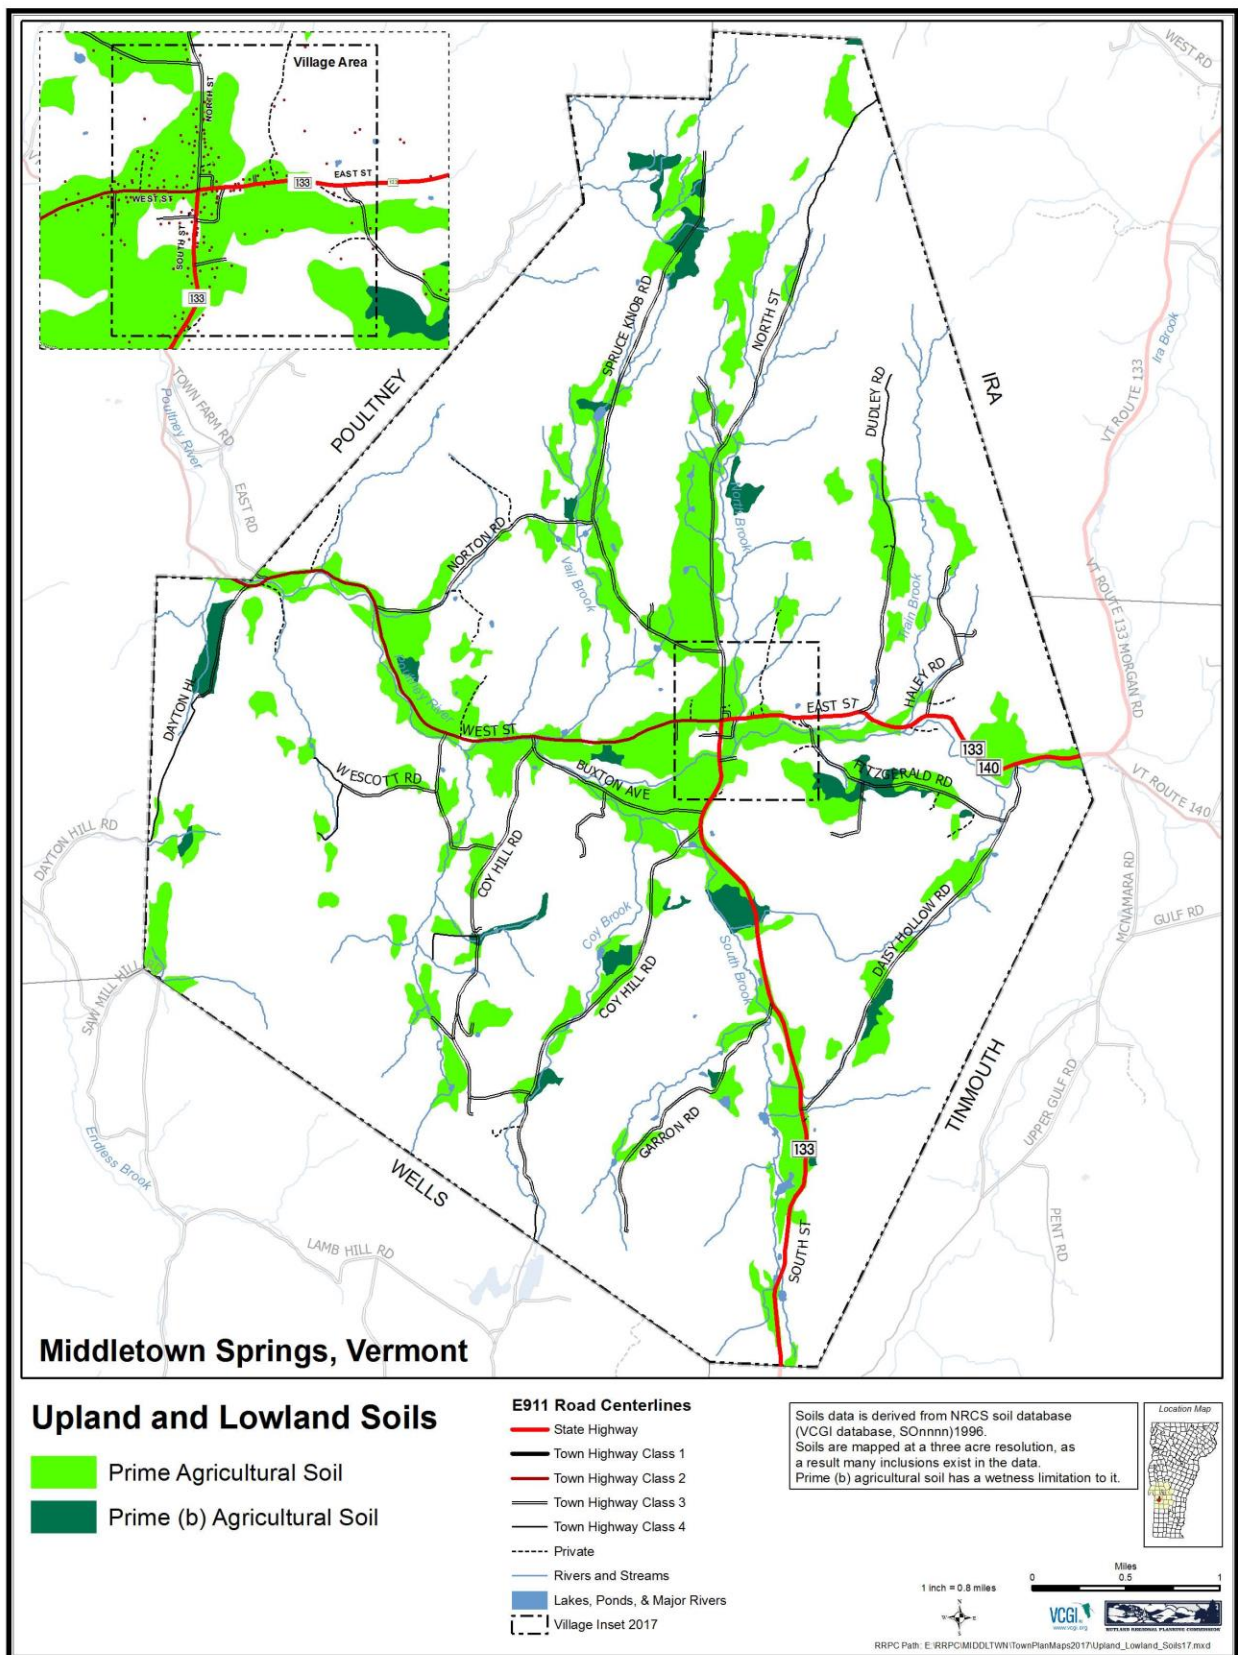 Village Area
NORTH ST
EAST ST
133
WEST ST
SOUTH ST
133
WEST RD
Ira Brook
VT ROUTE 133
IRA
POULTNEY
TOWN FARM RD
Poultney River
EAST RD
SPRUCE KNOB RD
NORTH ST
DUDLEY RD
North Brook
NORTON RD
Vail Brook
Train Brook
HALEY RD
VT ROUTE 133 MORGAN RD
DAYTON HL
Poultney River
WEST ST
EAST ST
133
140
VT ROUTE 140
WESCOTT RD
BUXTON AVE
FITZGERALD RD
DAYTON HILL RD
COY HILL RD
MCNAMARA RD
GULF RD
Coy Brook
South Brook
DAISY HOLLOW RD
COY HILL RD
SAW MILL HILL RD
GARRON RD
TINMOUTH
UPPER GULF RD
Endless Brook
WELLS
133
PENT RD
LAMB HILL RD
SOUTH ST
Middletown Springs, Vermont
Upland and Lowland Soils
Prime Agricultural Soil
Prime (b) Agricultural Soil
E911 Road Centerlines
State Highway
Town Highway Class 1
Town Highway Class 2
Town Highway Class 3
Town Highway Class 4
Private
Rivers and Streams
Lakes, Ponds, & Major Rivers
Village Inset 2017
Soils data is derived from NRCS soil database
(VCGI database, SOnnnn)1996.
Soils are mapped at a three acre resolution, as
a result many inclusions exist in the data.
Prime (b) agricultural soil has a wetness limitation to it.
Location Map
Miles
0 0.5 1
1 inch = 0.8 miles
N
W E
S
VCGI
www.vcgi.org
RUTLAND REGIONAL PLANNING COMMISSION
RRPC Path: E:\RRPC\MIDDLTWN\TownPlanMaps2017\Upland_Lowland_Soils17.mxd